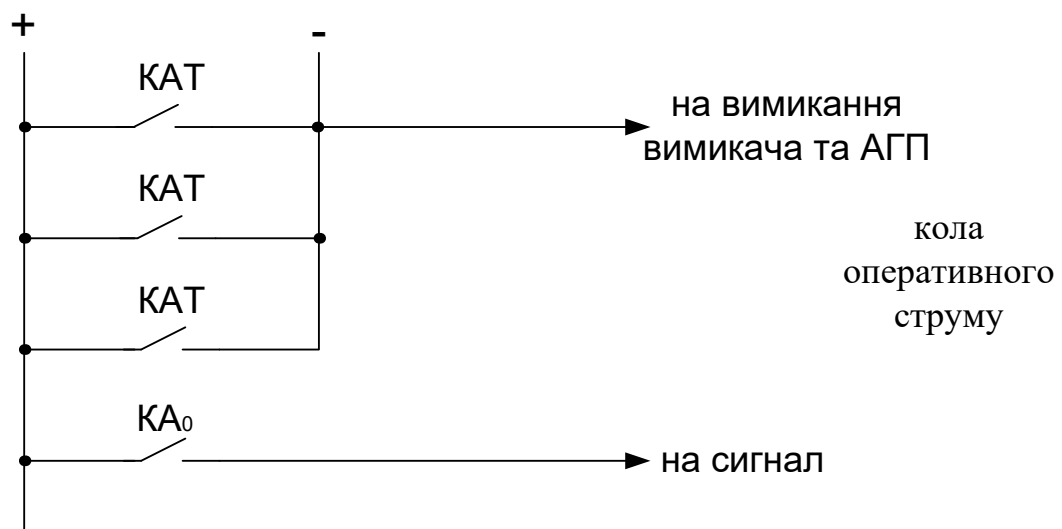 + -
КАТ
на вимикання
вимикача та АГП
КАТ
кола
оперативного
струму
КАТ
КА₀
на сигнал